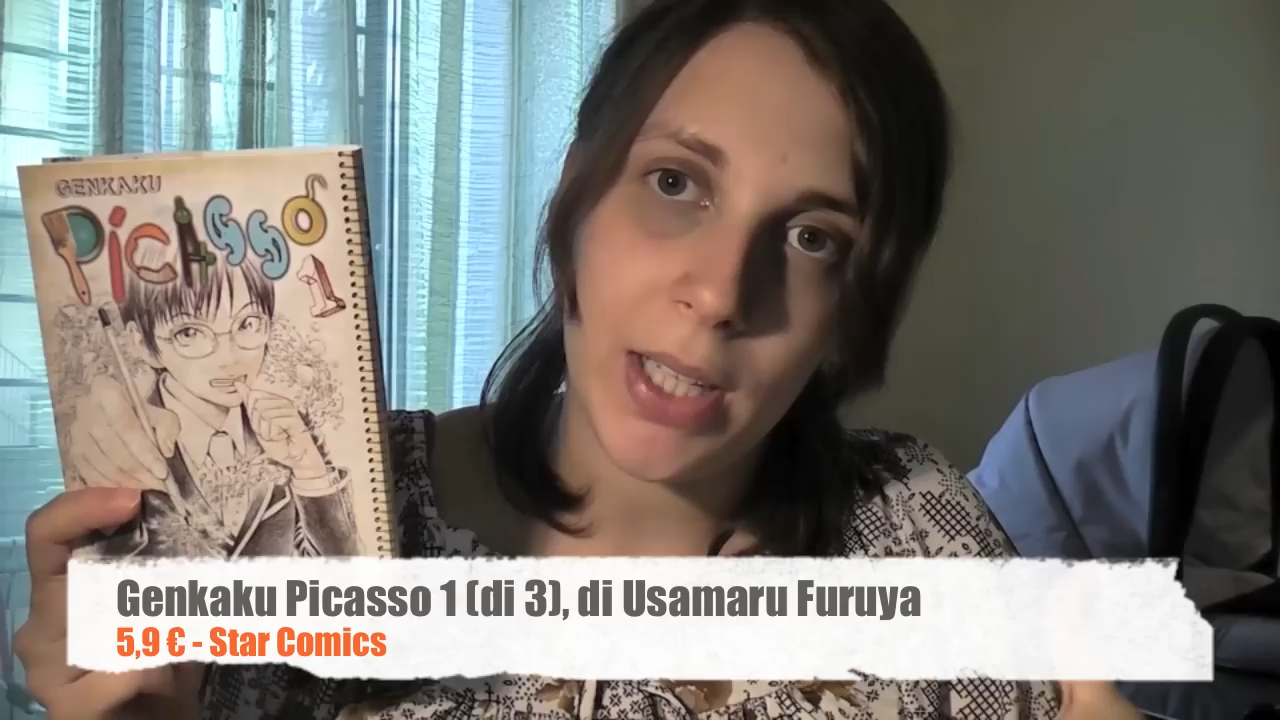 GENKAKU
PiCASSO
1
Genkaku Picasso 1 (di 3), di Usamaru Furuya
5,9 € - Star Comics